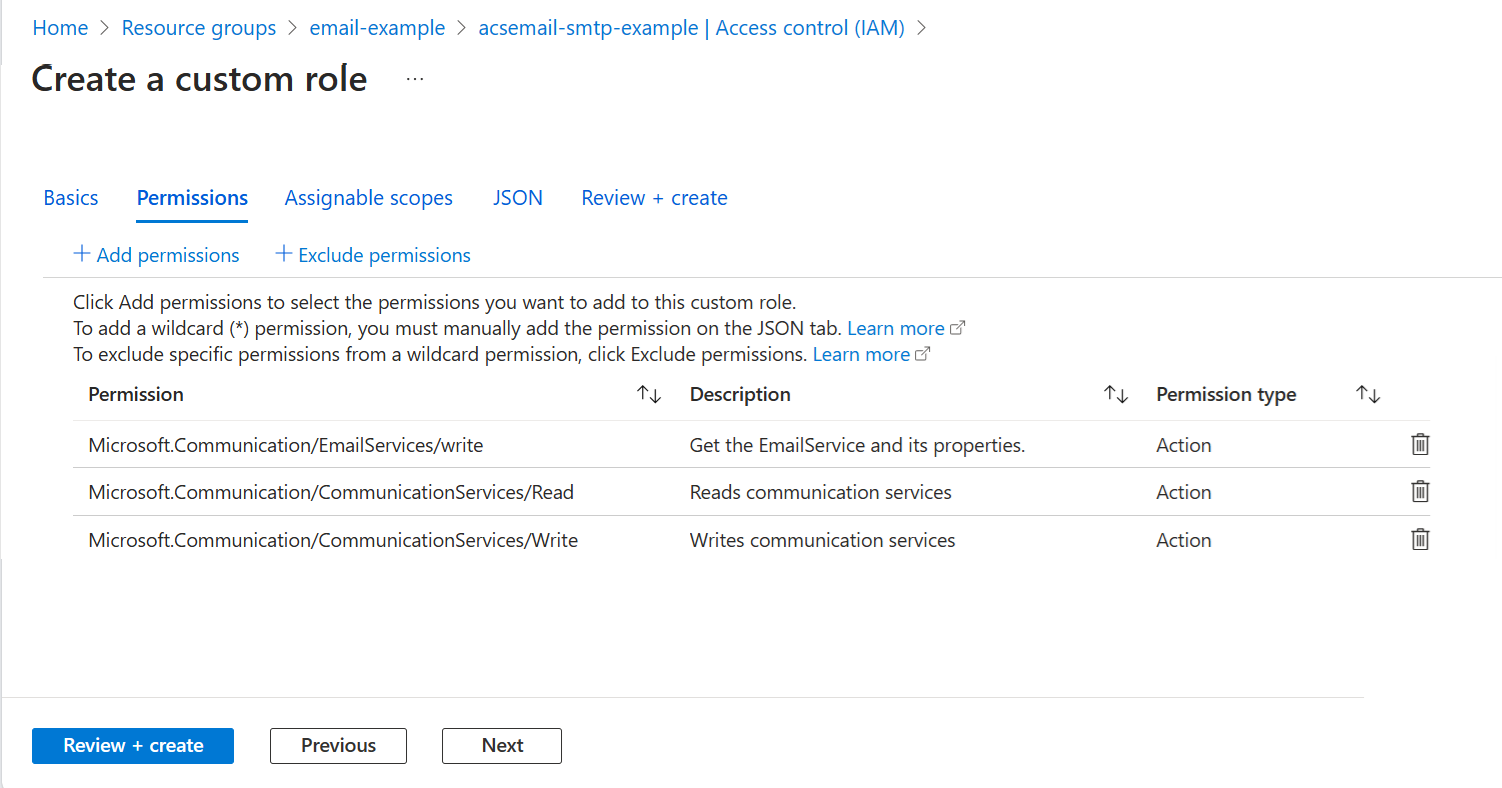 Home > Resource groups > email-example > acsemail-smtp-example | Access control (IAM) >
Create a custom role ...
Basics Permissions Assignable scopes JSON Review + create
+ Add permissions + Exclude permissions
Click Add permissions to select the permissions you want to add to this custom role.
To add a wildcard (*) permission, you must manually add the permission on the JSON tab. Learn more
To exclude specific permissions from a wildcard permission, click Exclude permissions. Learn more
Permission Description Permission type
Microsoft.Communication/EmailServices/write Get the EmailService and its properties. Action
Microsoft.Communication/CommunicationServices/Read Reads communication services Action
Microsoft.Communication/CommunicationServices/Write Writes communication services Action
Review + create Previous Next